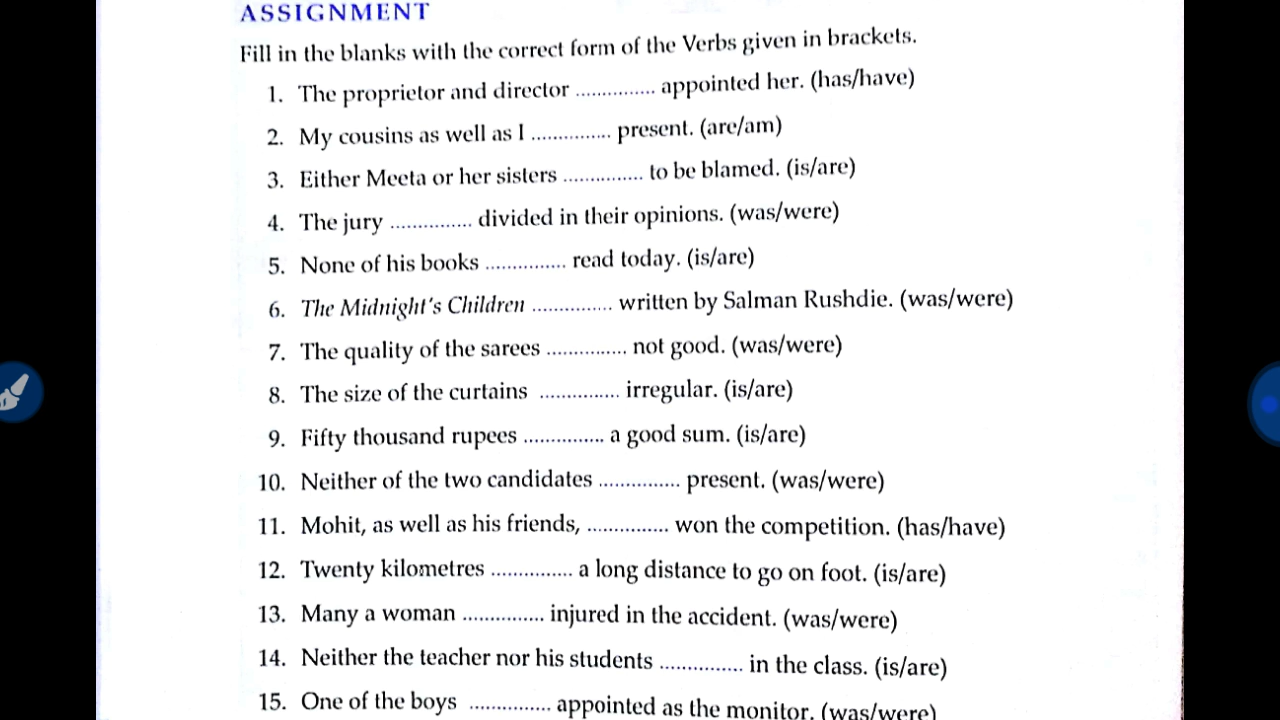 ASSIGNMENT
Fill in the blanks with the correct form of the Verbs given in brackets.
1. The proprietor and director ............... appointed her. (has/have)
2. My cousins as well as I ............... present. (are/am)
3. Either Meeta or her sisters ............... to be blamed. (is/are)
4. The jury ............... divided in their opinions. (was/were)
5. None of his books ............... read today. (is/are)
6. The Midnight's Children ............... written by Salman Rushdie. (was/were)
7. The quality of the sarees ............... not good. (was/were)
8. The size of the curtains ............... irregular. (is/are)
9. Fifty thousand rupees ............... a good sum. (is/are)
10. Neither of the two candidates ............... present. (was/were)
11. Mohit, as well as his friends, ............... won the competition. (has/have)
12. Twenty kilometres ............... a long distance to go on foot. (is/are)
13. Many a woman ............... injured in the accident. (was/were)
14. Neither the teacher nor his students ............... in the class. (is/are)
15. One of the boys ............... appointed as the monitor. (was/were)